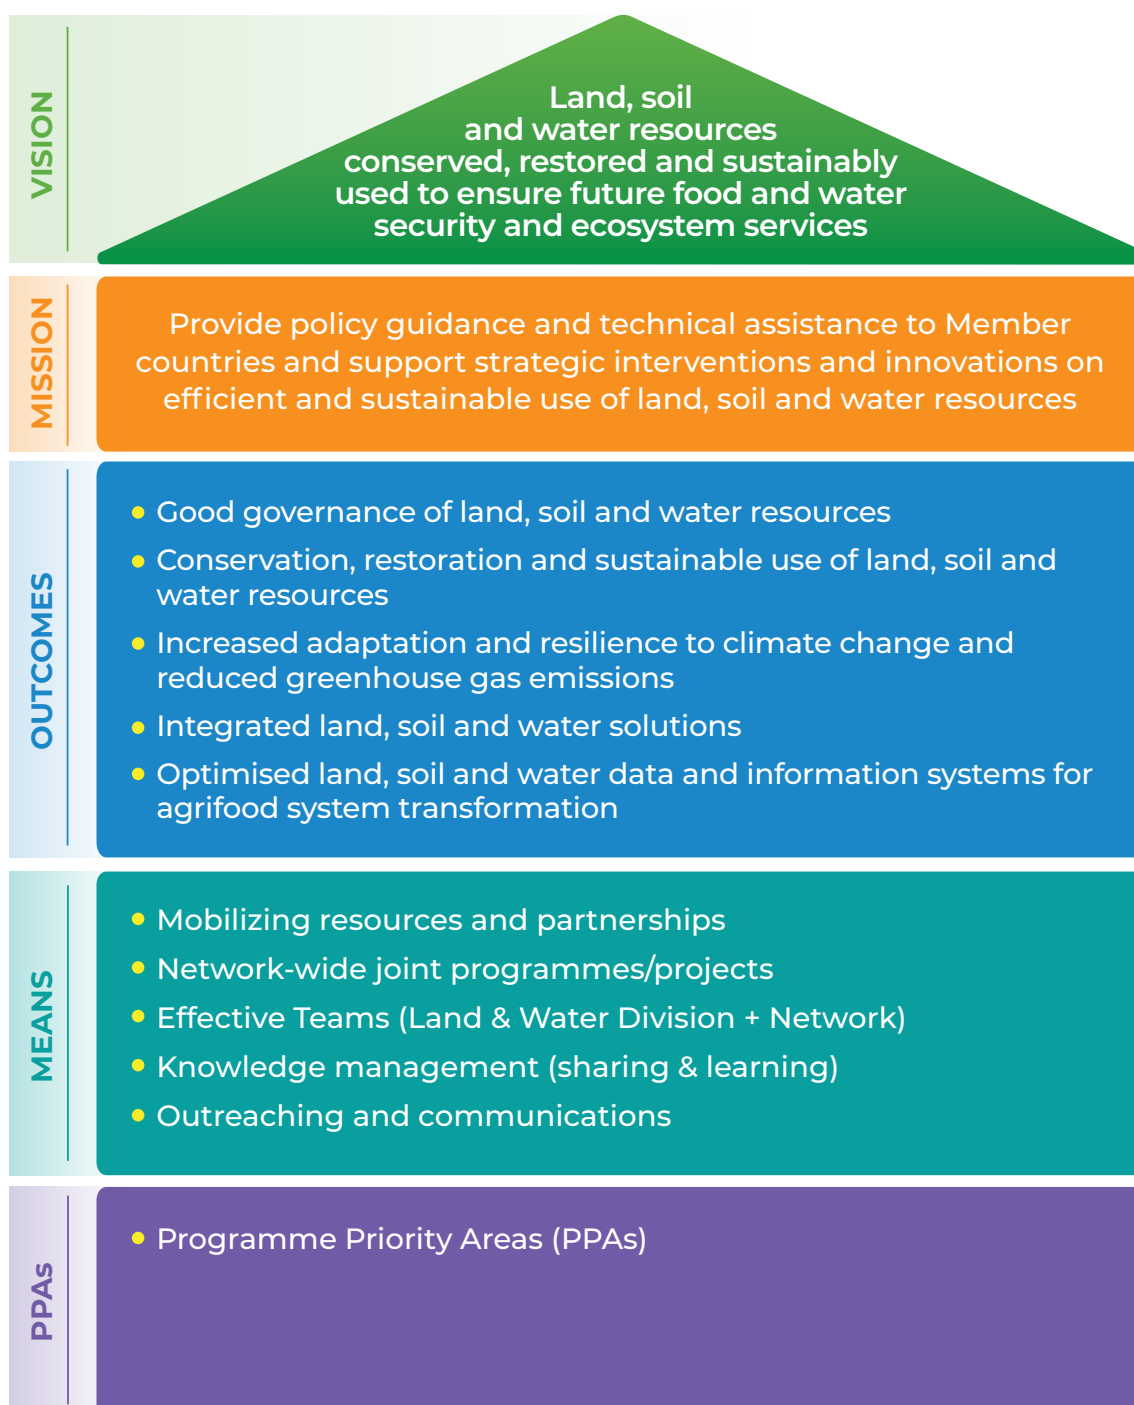 VISION
Land, soil
and water resources
conserved, restored and sustainably
used to ensure future food and water
security and ecosystem services
MISSION
Provide policy guidance and technical assistance to Member
countries and support strategic interventions and innovations on
efficient and sustainable use of land, soil and water resources
OUTCOMES
Good governance of land, soil and water resources
Conservation, restoration and sustainable use of land, soil and
water resources
Increased adaptation and resilience to climate change and
reduced greenhouse gas emissions
Integrated land, soil and water solutions
Optimised land, soil and water data and information systems for
agrifood system transformation
MEANS
Mobilizing resources and partnerships
Network-wide joint programmes/projects
Effective Teams (Land & Water Division + Network)
Knowledge management (sharing & learning)
Outreaching and communications
PPAs
Programme Priority Areas (PPAs)